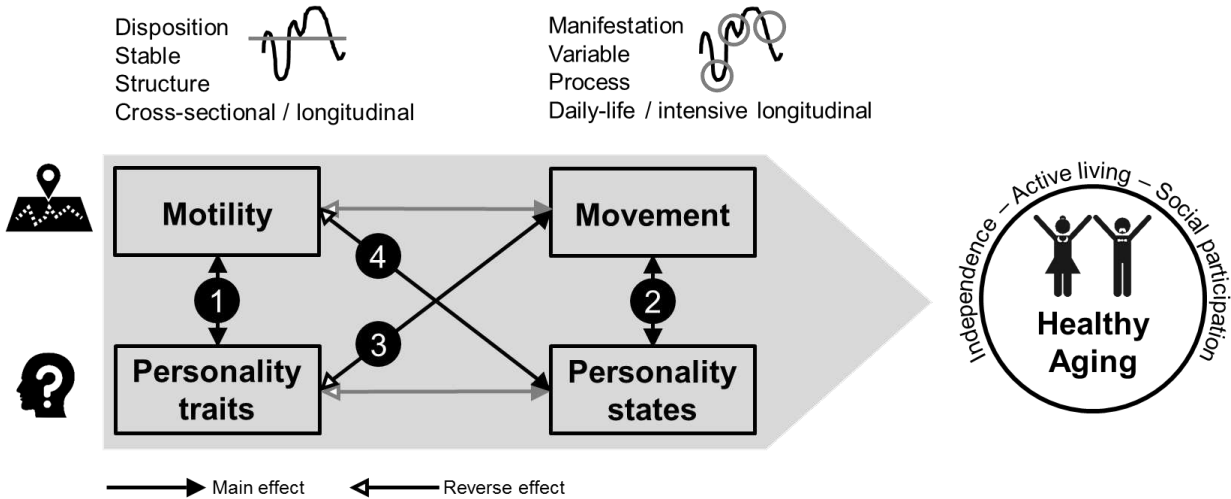 Disposition
Stable
Structure
Cross-sectional / longitudinal
Manifestation
Variable
Process
Daily-life / intensive longitudinal
Motility
Movement
4
1
2
3
?
Personality
traits
Personality
states
Independence – Active living – Social participation
Healthy
Aging
Main effect
Reverse effect